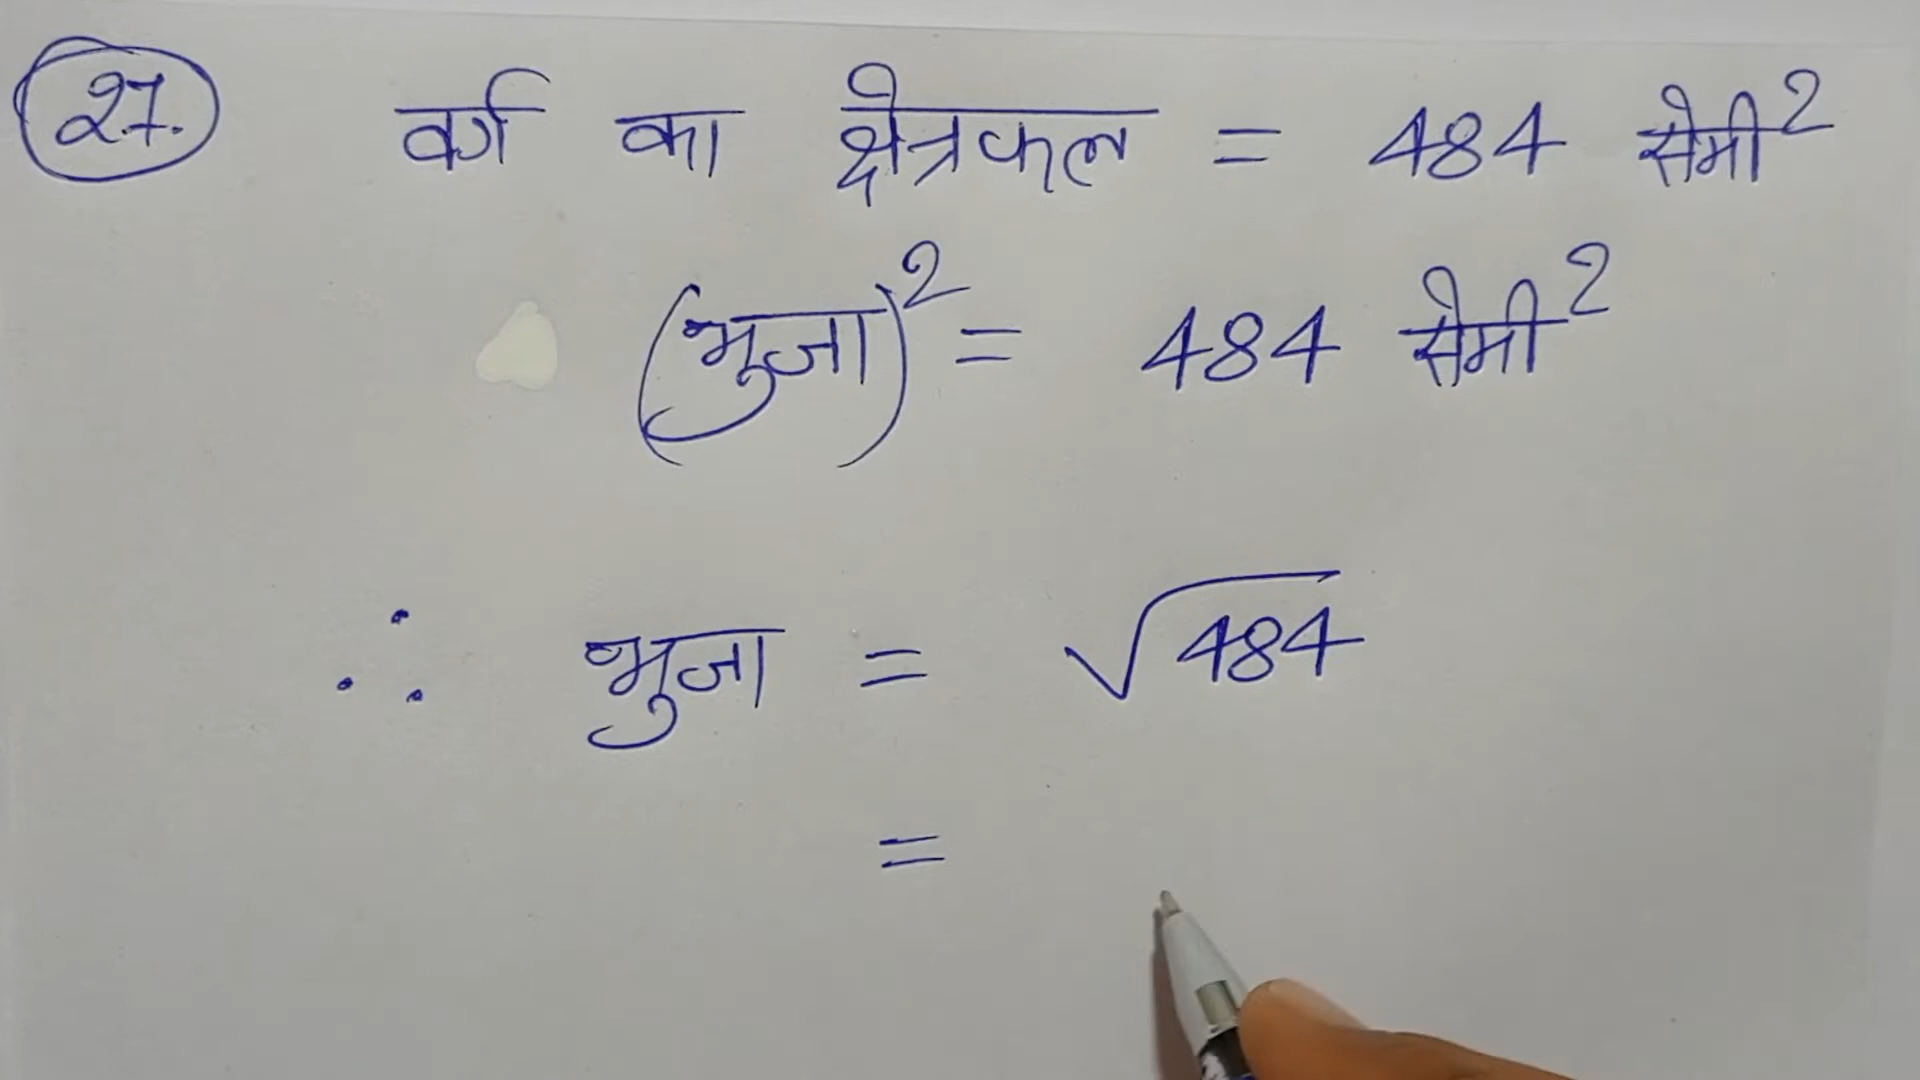 27. वर्ग का क्षेत्रफल = 484 सेमी²
(भुजा)² = 484 सेमी²
∴ भुजा = √484
=